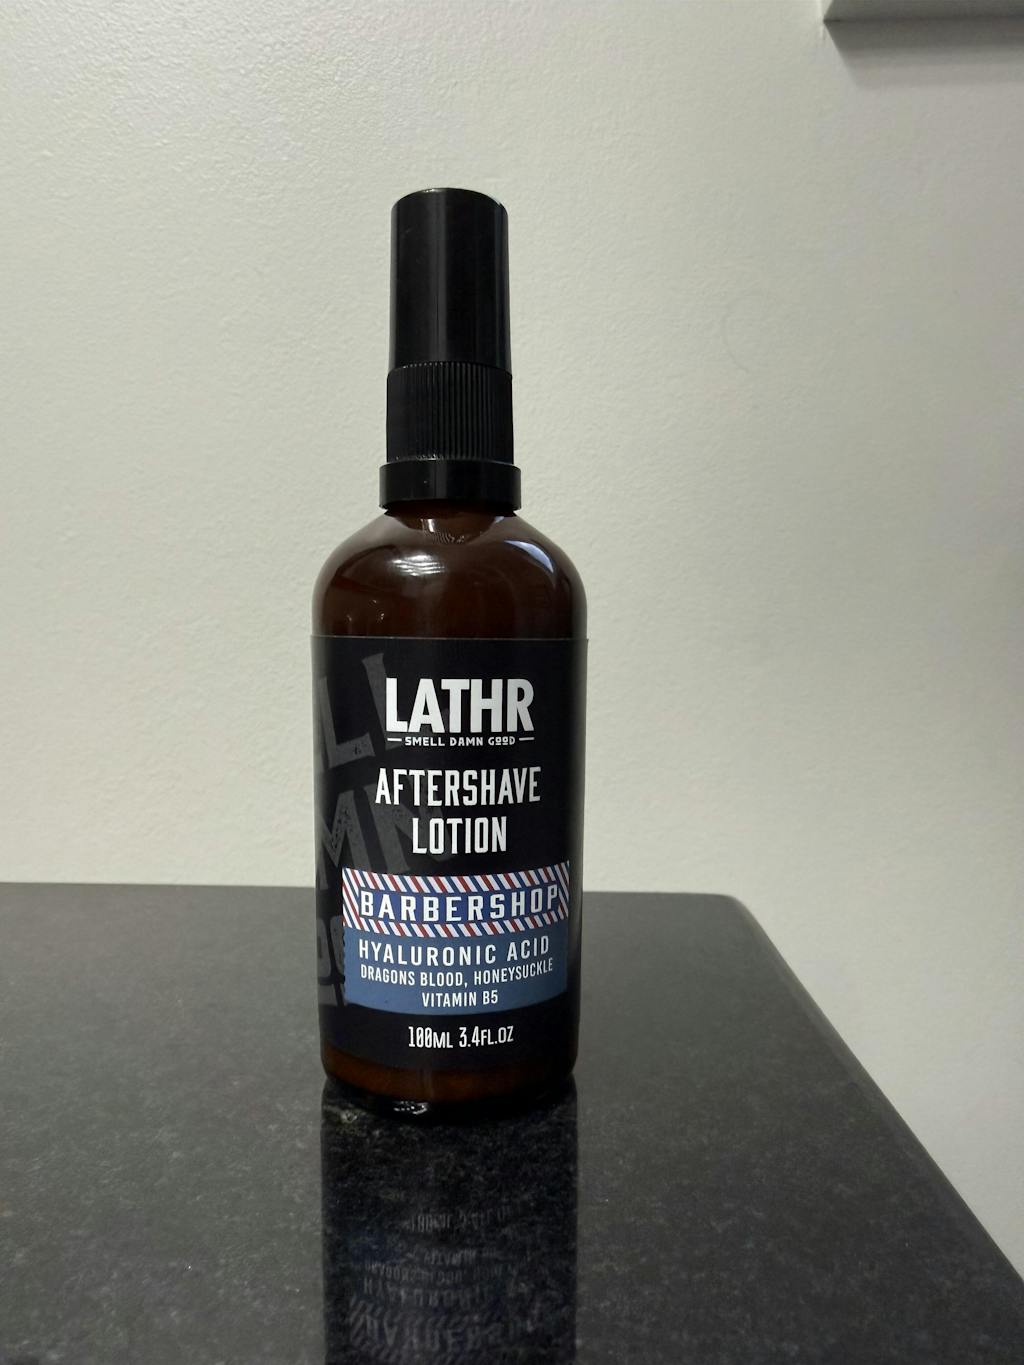 LATHR
SMELL DAMN GOOD
AFTERSHAVE
LOTION
BARBERSHOP
HYALURONIC ACID
DRAGONS BLOOD, HONEYSUCKLE
VITAMIN B5
100ML 3.4FL.OZ